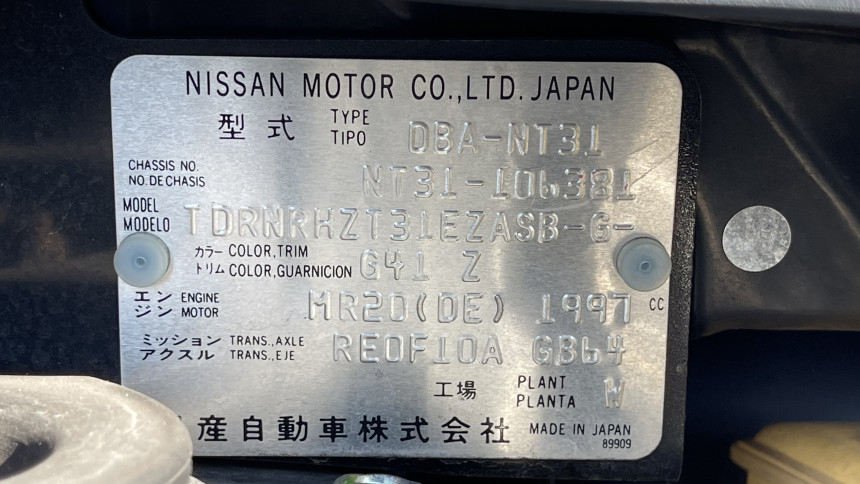 NISSAN MOTOR CO.,LTD. JAPAN
型式 TYPE TIPO DBA-NT31
CHASSIS NO. NO. DE CHASIS NT31-106381
MODEL MODELO TDRNRHZT31EZASB-G-
カラー COLOR,TRIM トリム COLOR,GUARNICION G41 Z
エンジン ENGINE MOTOR MR20(DE) 1997 CC
ミッション TRANS.,AXLE アクスル TRANS.,EJE RE0F10A GB64
工場 PLANT PLANTA W
産自動車株式会社 MADE IN JAPAN
89909